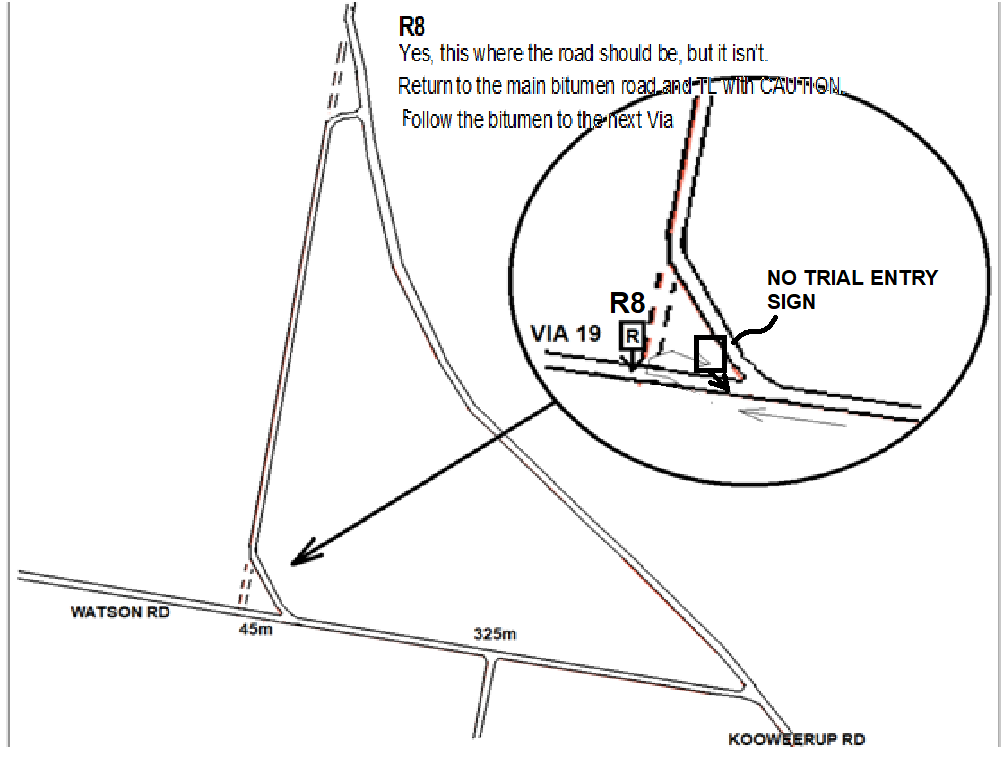 R8
Yes, this where the road should be, but it isn't.
Return to the main bitumen road and TL with CAUTION.
Follow the bitumen to the next Via
NO TRIAL ENTRY
SIGN
R8
VIA 19
R
WATSON RD
45m
325m
KOOWEERUP RD